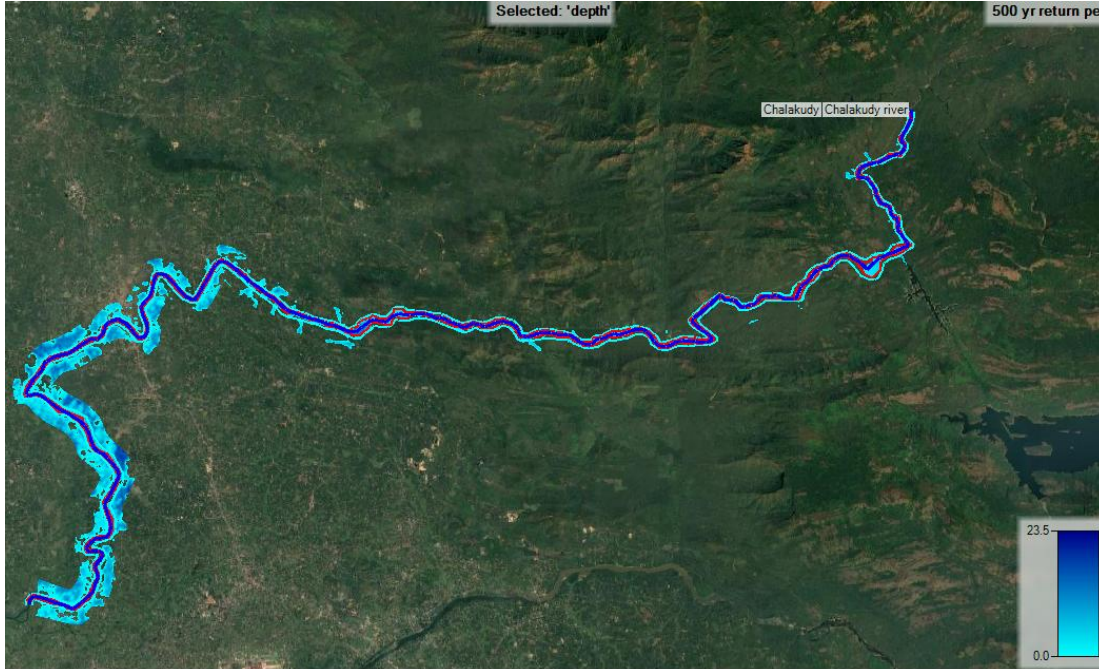 Selected: 'depth'
500 yr return pe
Chalakudy Chalakudy river
23.5
0.0